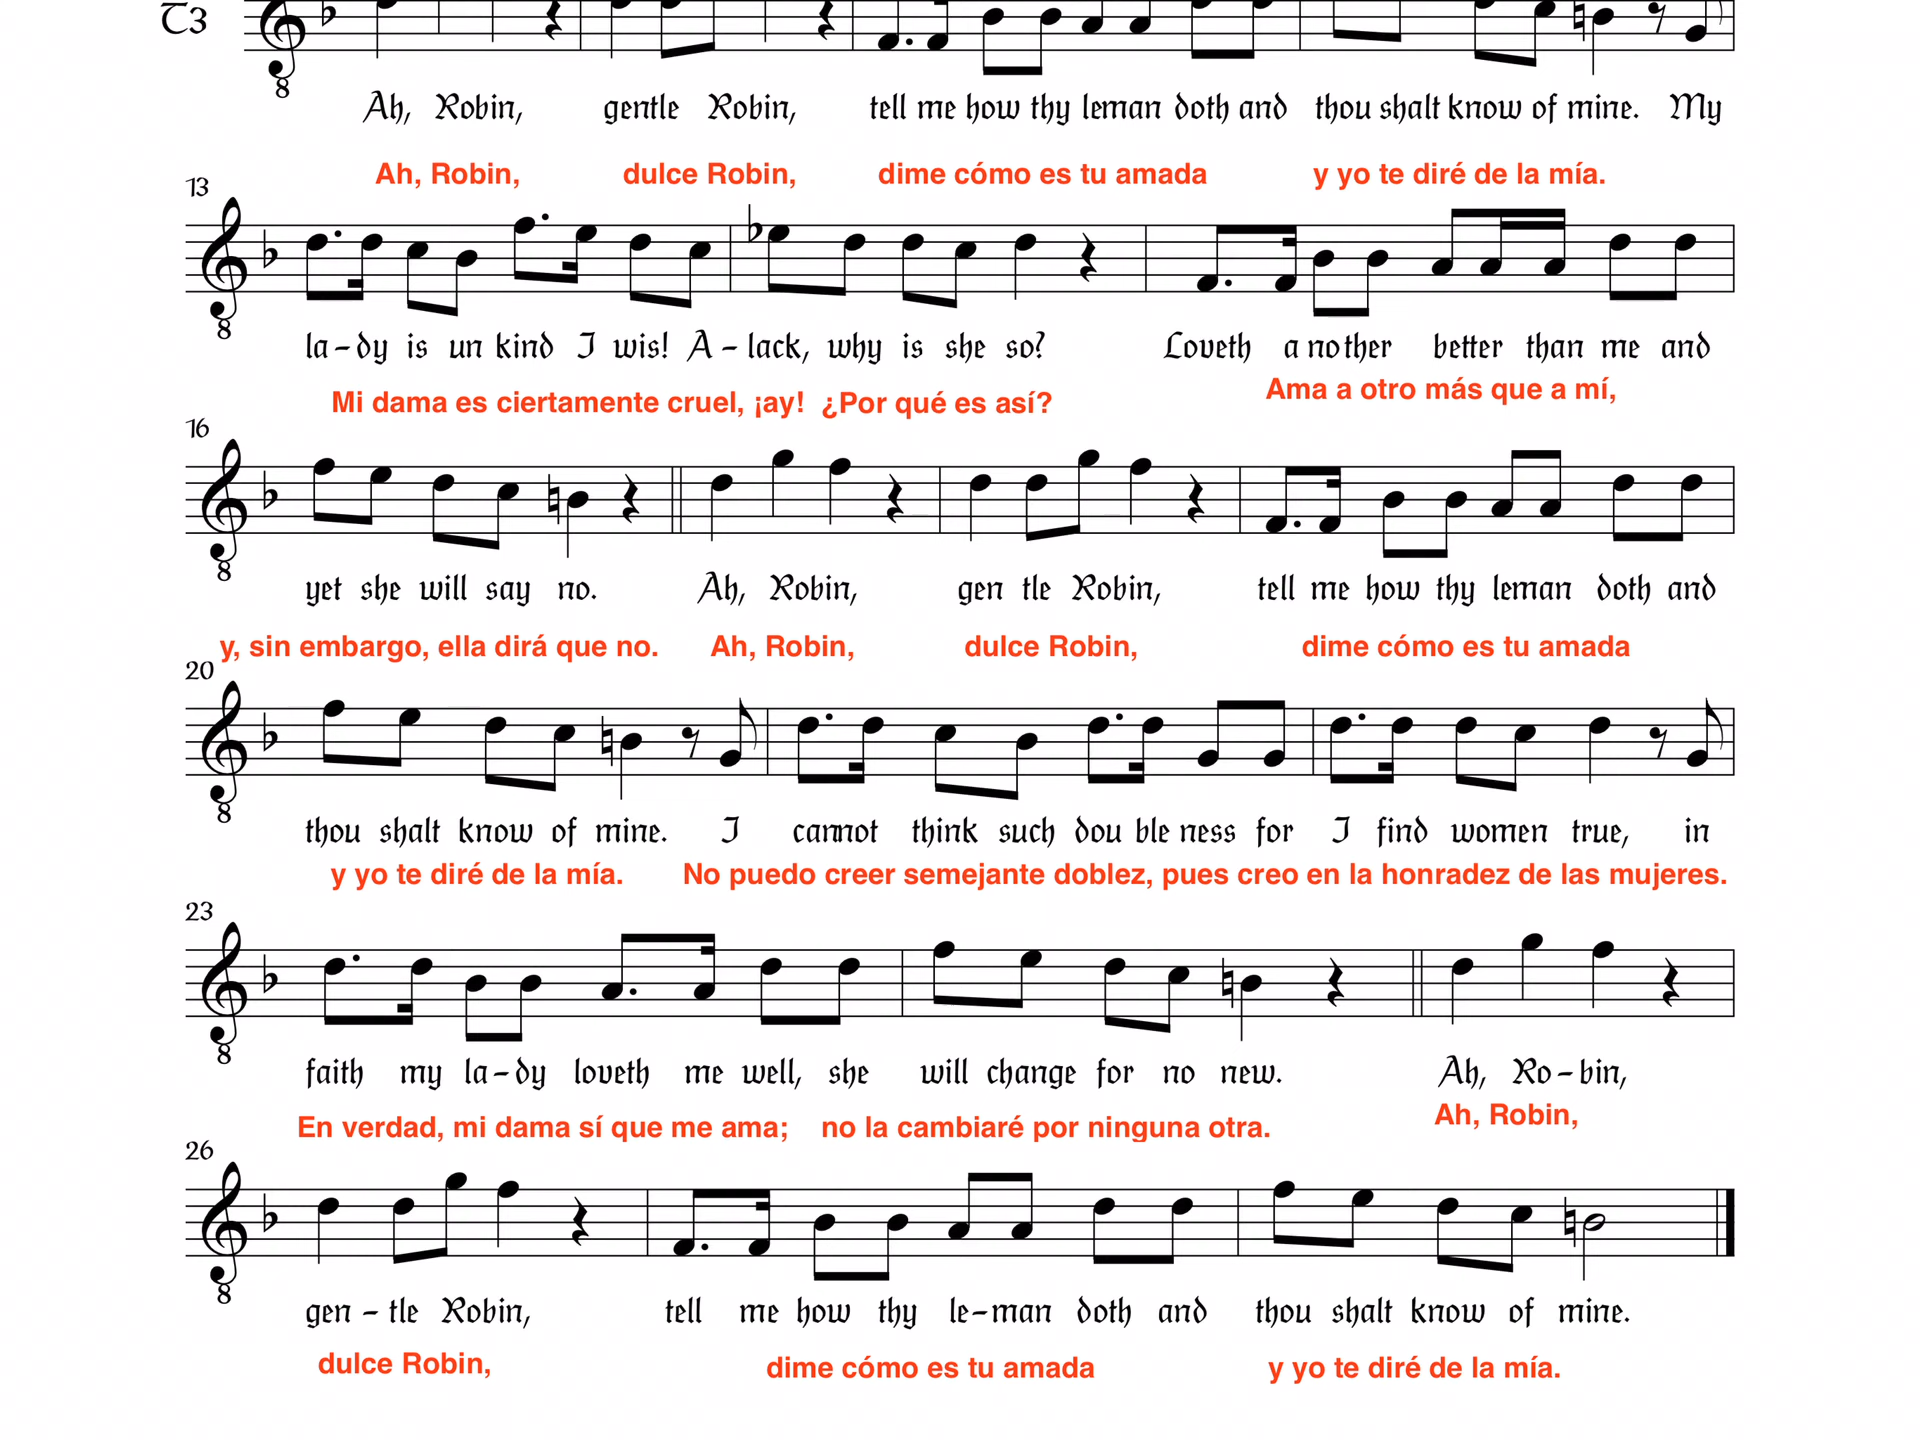 T3
8
Ah, Robin, gentle Robin, tell me how thy leman doth and thou shalt know of mine. My
Ah, Robin, dulce Robin, dime cómo es tu amada y yo te diré de la mía.
13
8
la-dy is un kind I wis! A-lack, why is she so? Loveth a no ther better than me and
Mi dama es ciertamente cruel, ¡ay! ¿Por qué es así? Ama a otro más que a mí,
16
8
yet she will say no. Ah, Robin, gen tle Robin, tell me how thy leman doth and
y, sin embargo, ella dirá que no. Ah, Robin, dulce Robin, dime cómo es tu amada
20
8
thou shalt know of mine. I cannot think such dou ble ness for I find women true, in
y yo te diré de la mía. No puedo creer semejante doblez, pues creo en la honradez de las mujeres.
23
8
faith my la-dy loveth me well, she will change for no new. Ah, Ro-bin,
En verdad, mi dama sí que me ama; no la cambiaré por ninguna otra. Ah, Robin,
26
8
gen-tle Robin, tell me how thy le-man doth and thou shalt know of mine.
dulce Robin, dime cómo es tu amada y yo te diré de la mía.